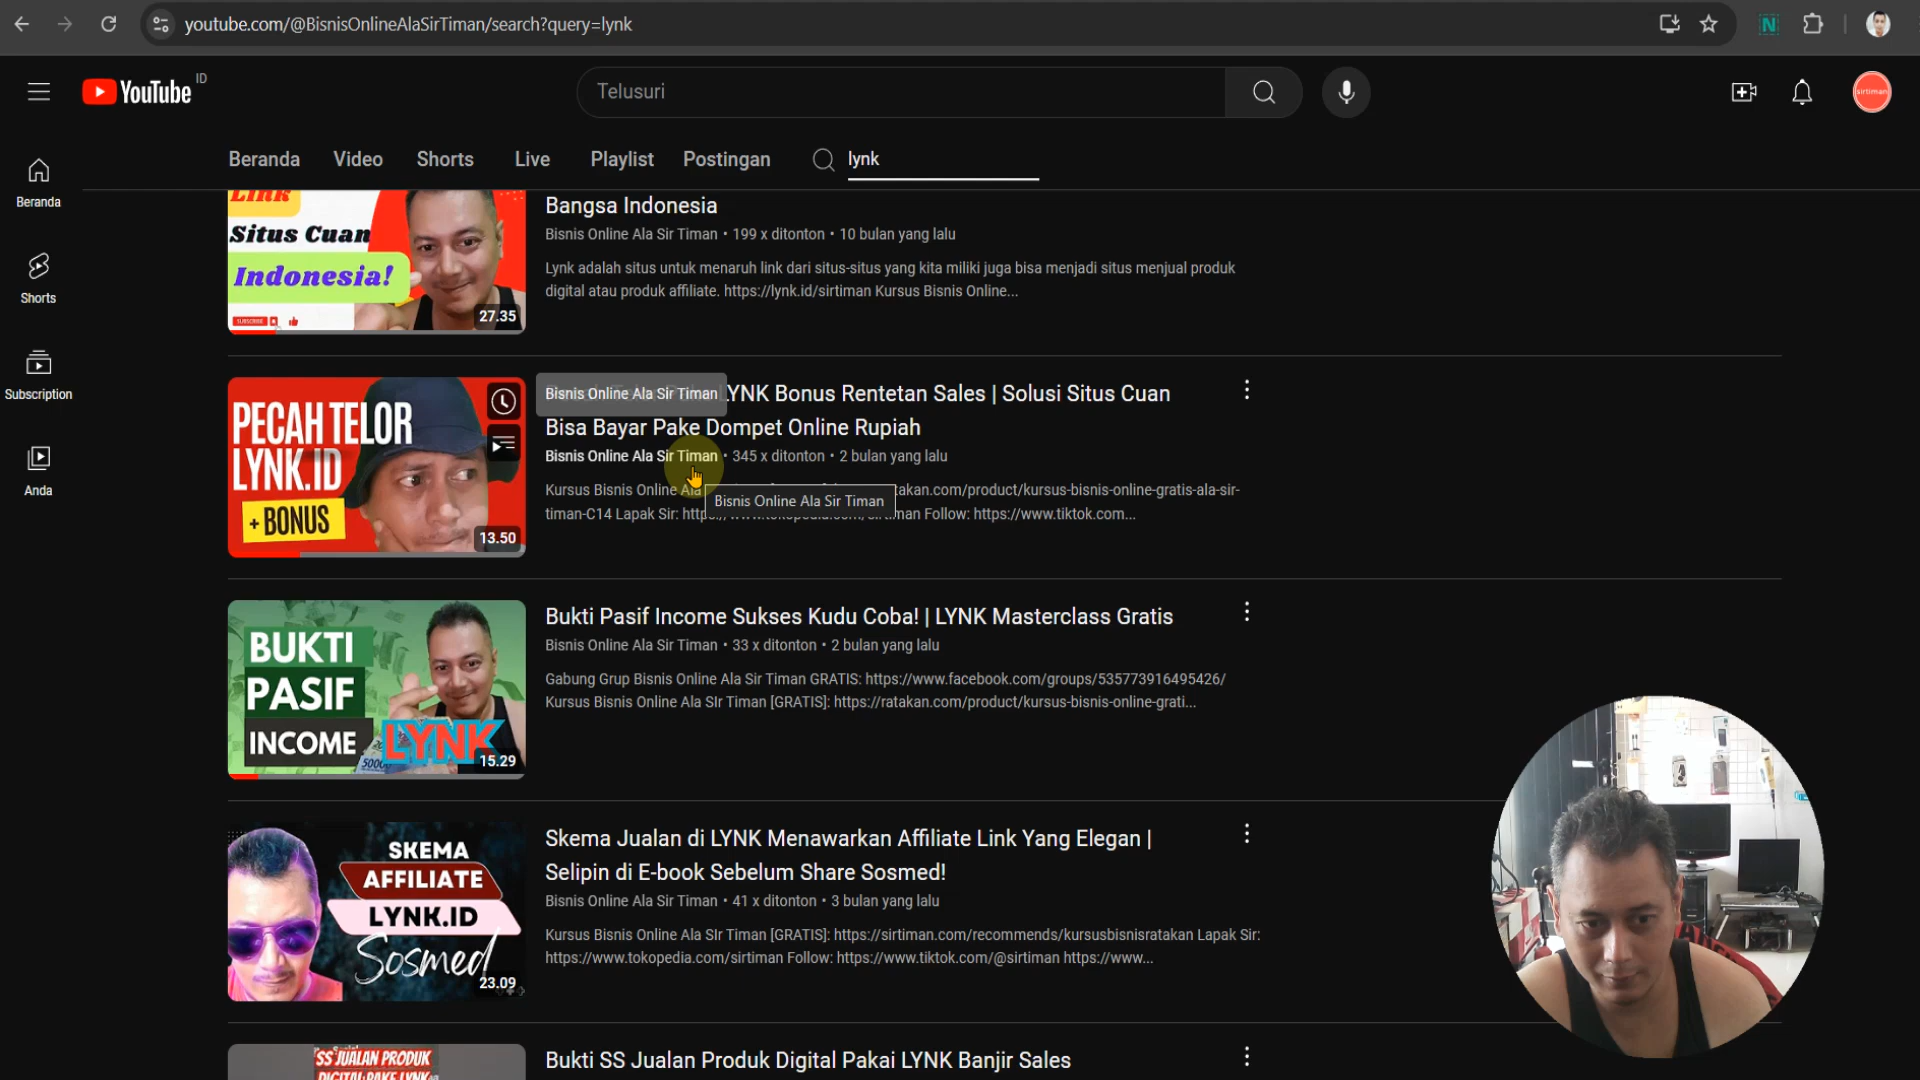 youtube.com/@BisnisOnlineAlaSirTiman/search?query=lynk
N
YouTube ID
Telusuri
sirtiman
Beranda Video Shorts Live Playlist Postingan lynk
Beranda
Shorts
Subscription
Anda
Link
Situs Cuan
Indonesia!
SUBSCRIBE
27.35
Bangsa Indonesia
Bisnis Online Ala Sir Timan • 199 x ditonton • 10 bulan yang lalu
Lynk adalah situs untuk menaruh link dari situs-situs yang kita miliki juga bisa menjadi situs menjual produk
digital atau produk affiliate. https://lynk.id/sirtiman Kursus Bisnis Online...
PECAH TELOR
LYNK.ID
+ BONUS
13.50
Bisnis Online Ala Sir Timan
LYNK Bonus Rentetan Sales | Solusi Situs Cuan
Bisa Bayar Pake Dompet Online Rupiah
Bisnis Online Ala Sir Timan • 345 x ditonton • 2 bulan yang lalu
Kursus Bisnis Online Ala takan.com/product/kursus-bisnis-online-gratis-ala-sir-
Bisnis Online Ala Sir Timan
timan-C14 Lapak Sir: Follow: https://www.tiktok.com...
BUKTI
PASIF
INCOME
LYNK
15.29
Bukti Pasif Income Sukses Kudu Coba! | LYNK Masterclass Gratis
Bisnis Online Ala Sir Timan • 33 x ditonton • 2 bulan yang lalu
Gabung Grup Bisnis Online Ala Sir Timan GRATIS: https://www.facebook.com/groups/535773916495426/
Kursus Bisnis Online Ala SIr Timan [GRATIS]: https://ratakan.com/product/kursus-bisnis-online-grati...
SKEMA
AFFILIATE
LYNK.ID
Sosmed
23.09
Skema Jualan di LYNK Menawarkan Affiliate Link Yang Elegan |
Selipin di E-book Sebelum Share Sosmed!
Bisnis Online Ala Sir Timan • 41 x ditonton • 3 bulan yang lalu
Kursus Bisnis Online Ala SIr Timan [GRATIS]: https://sirtiman.com/recommends/kursusbisnisratakan Lapak Sir:
https://www.tokopedia.com/sirtiman Follow: https://www.tiktok.com/@sirtiman https://www...
SS JUALAN PRODUK
DIGITAL PAKE LYNK
Bukti SS Jualan Produk Digital Pakai LYNK Banjir Sales